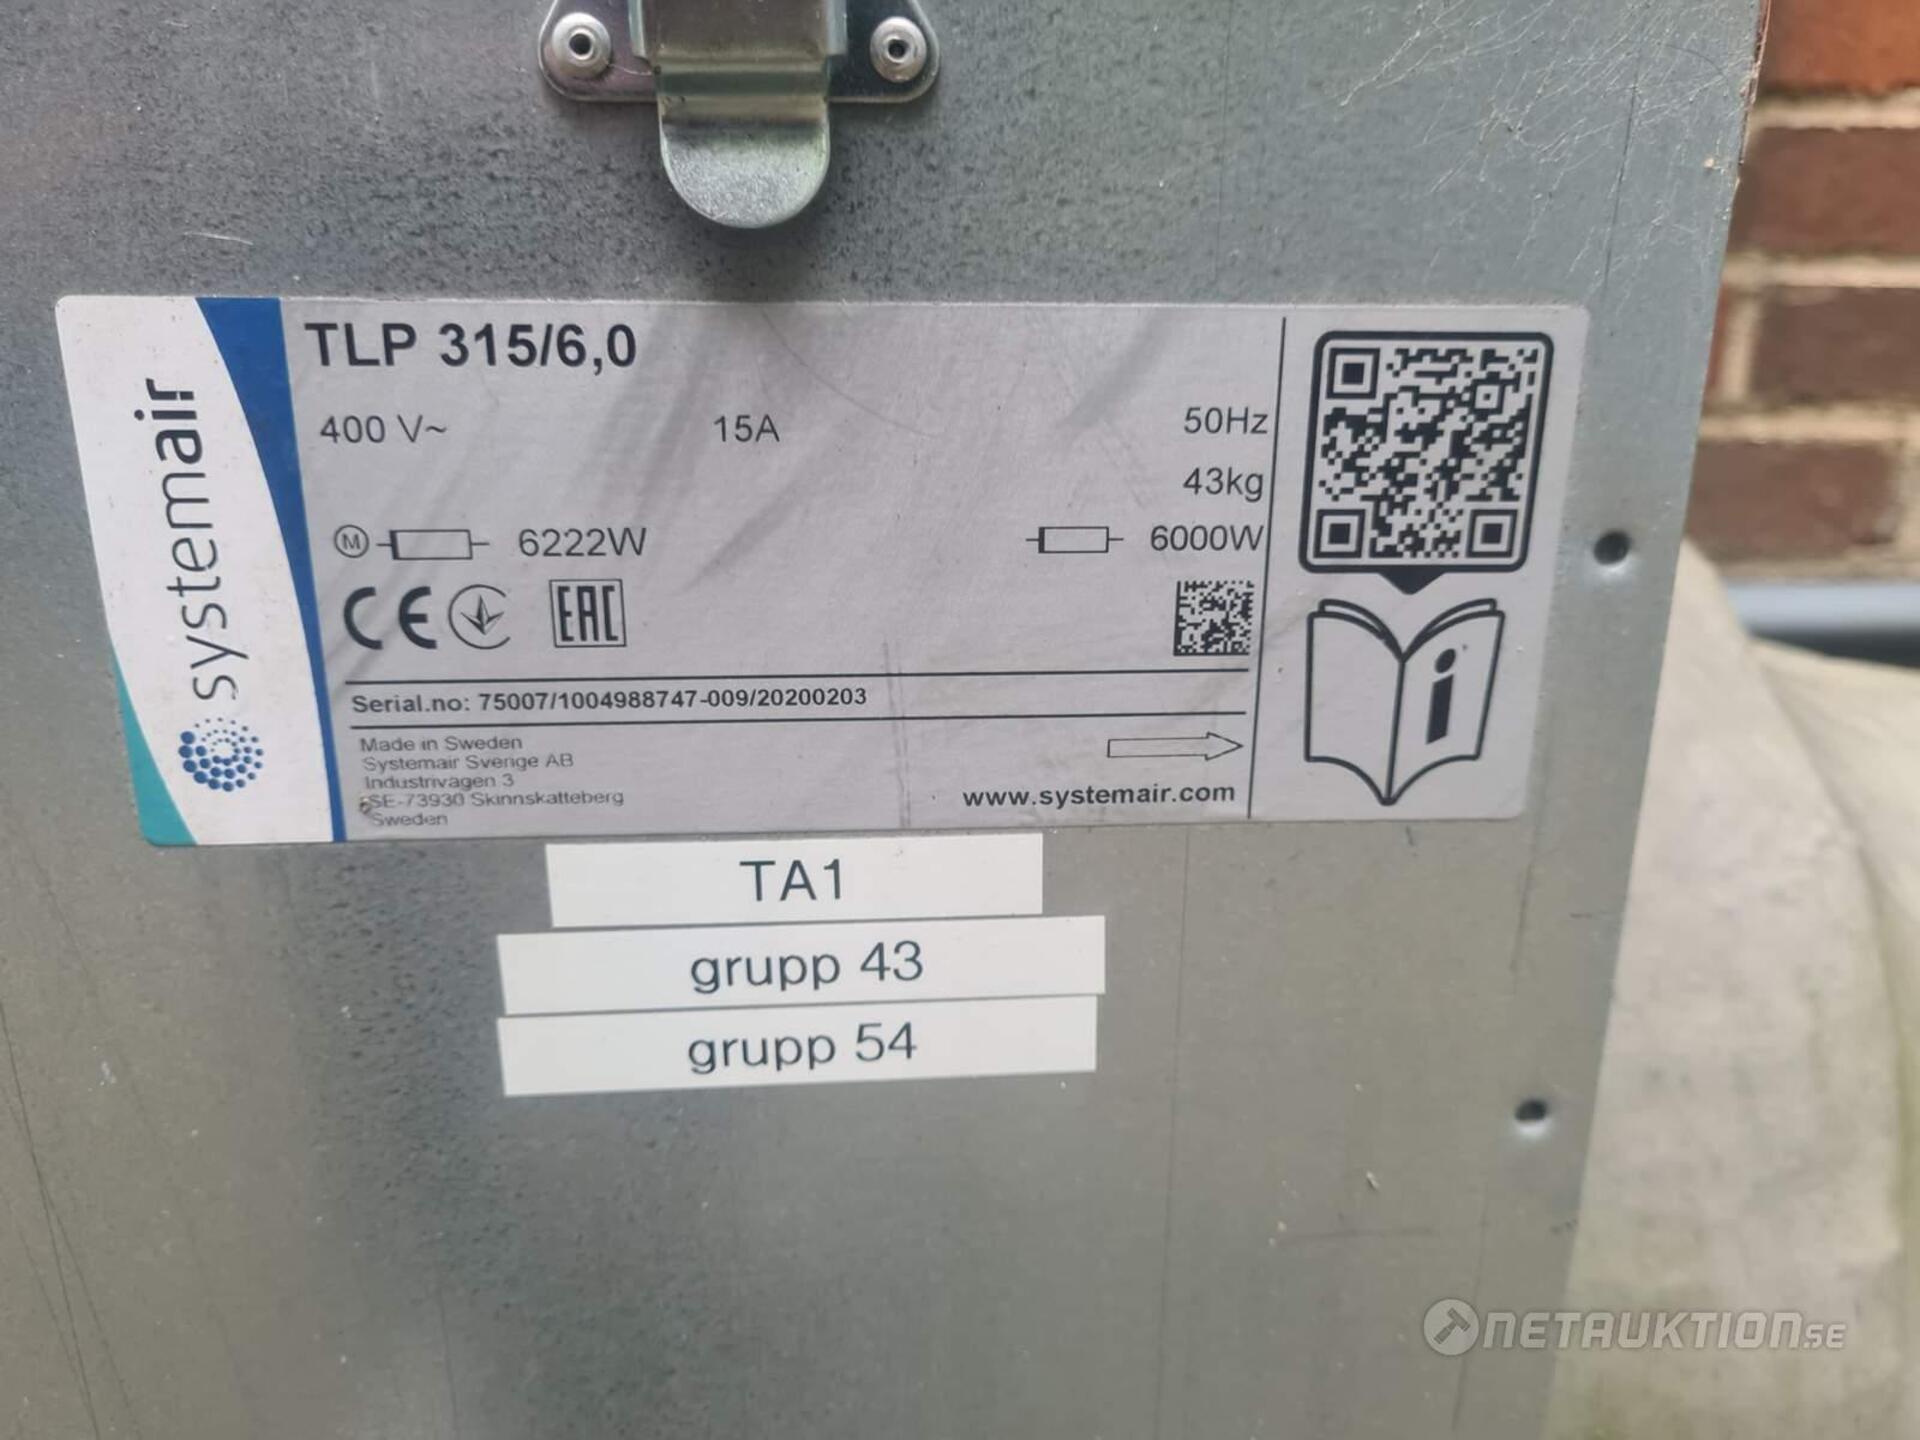 systemair
TLP 315/6,0
400 V~ 15A 50Hz
43kg
M 6222W 6000W
CE EAC
Serial.no: 75007/1004988747-009/20200203
Made in Sweden
Systemair Sverige AB
Industrivägen 3
SE-73930 Skinnskatteberg
Sweden
www.systemair.com
i
TA1
grupp 43
grupp 54
NETAUKTION.SE